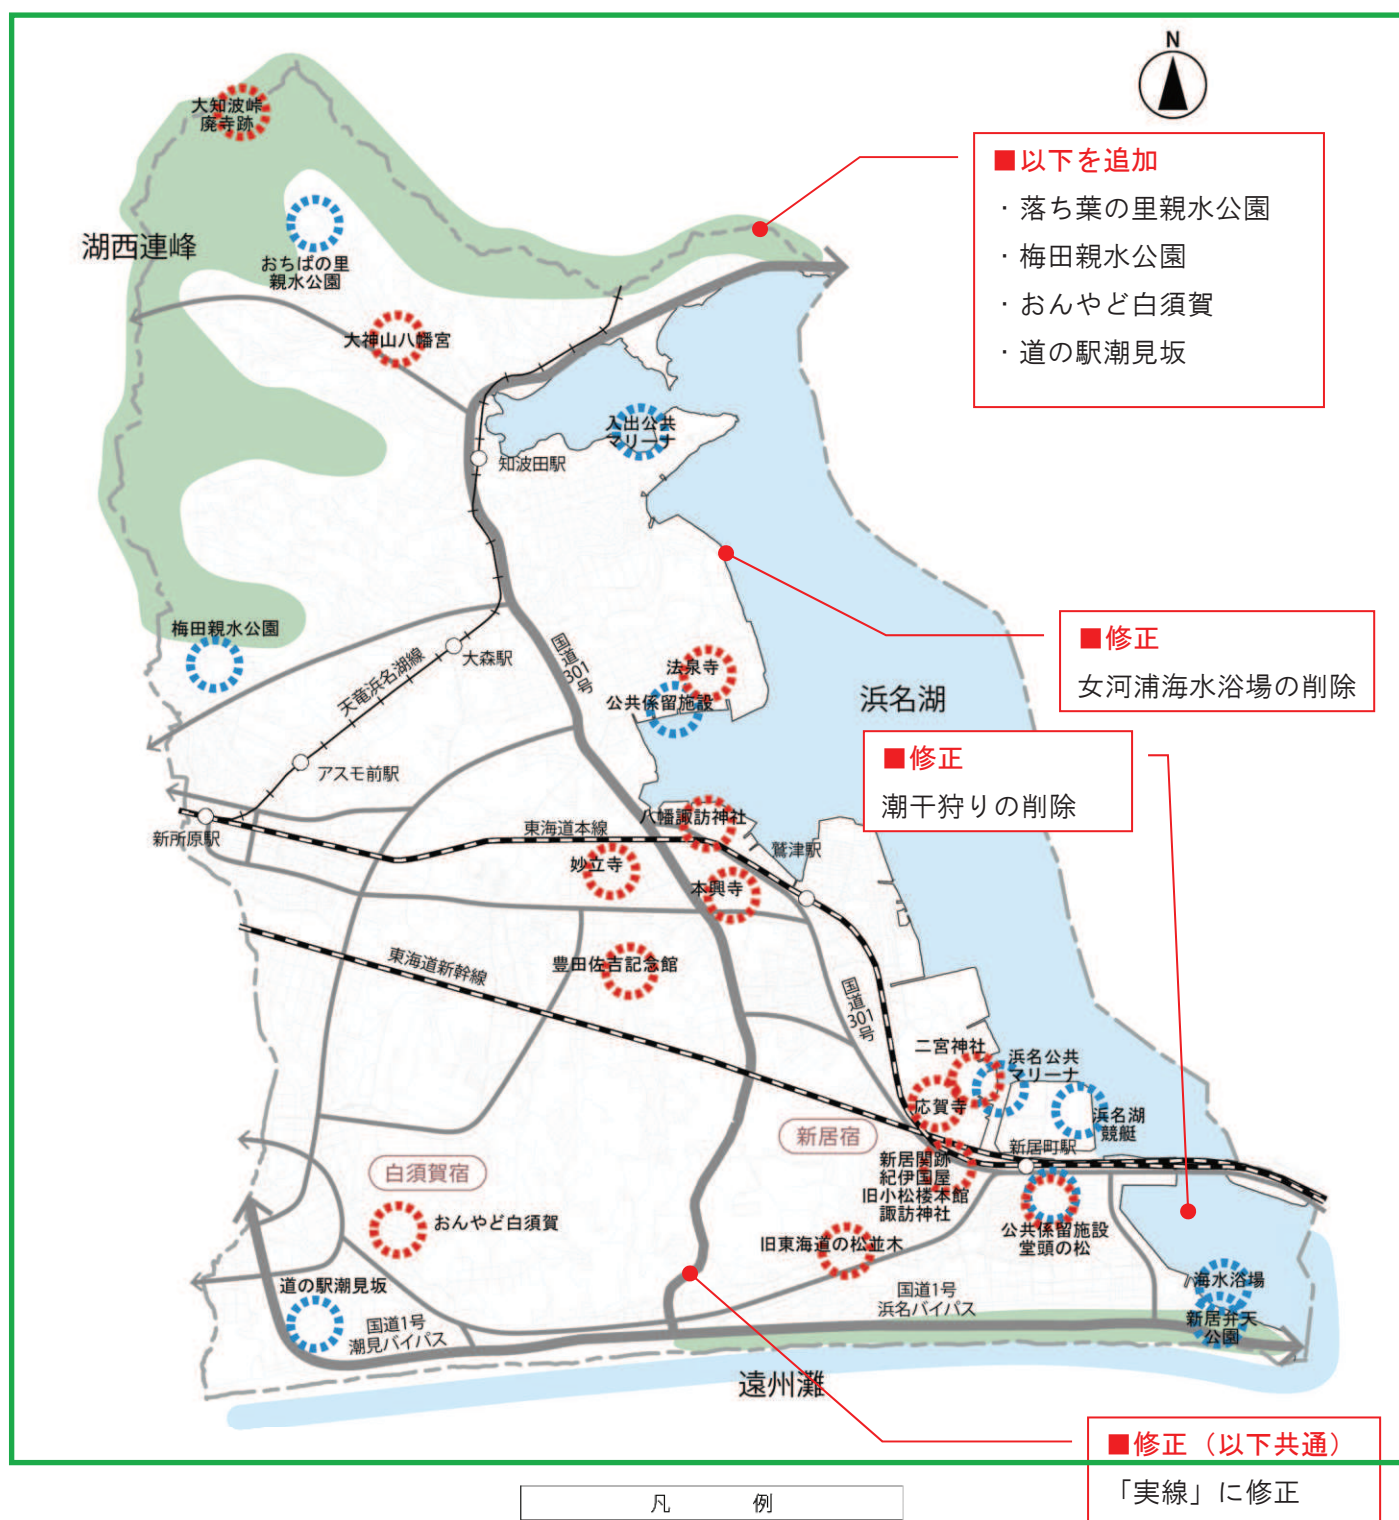 N
大知波峠
廃寺跡
■以下を追加
・落ち葉の里親水公園
・梅田親水公園
・おんやど白須賀
・道の駅潮見坂
湖西連峰
おちばの里
親水公園
大神山八幡宮
入出公共
マリーナ
知波田駅
梅田親水公園
大森駅
天竜浜名湖線
国道301号
法泉寺
公共係留施設
■修正
女河浦海水浴場の削除
浜名湖
■修正
潮干狩りの削除
アスモ前駅
新所原駅
東海道本線
八幡諏訪神社
鷲津駅
妙立寺
本興寺
東海道新幹線
豊田佐吉記念館
国道301号
二宮神社
浜名公共
マリーナ
応賀寺
浜名湖
競艇
新居宿
新居町駅
新居関跡
紀伊国屋
旧小松楼本館
諏訪神社
白須賀宿
おんやど白須賀
公共係留施設
堂頭の松
旧東海道の松並木
海水浴場
道の駅潮見坂
国道1号
潮見バイパス
国道1号
浜名バイパス
新居弁天
公園
遠州灘
■修正（以下共通）
「実線」に修正
凡　例